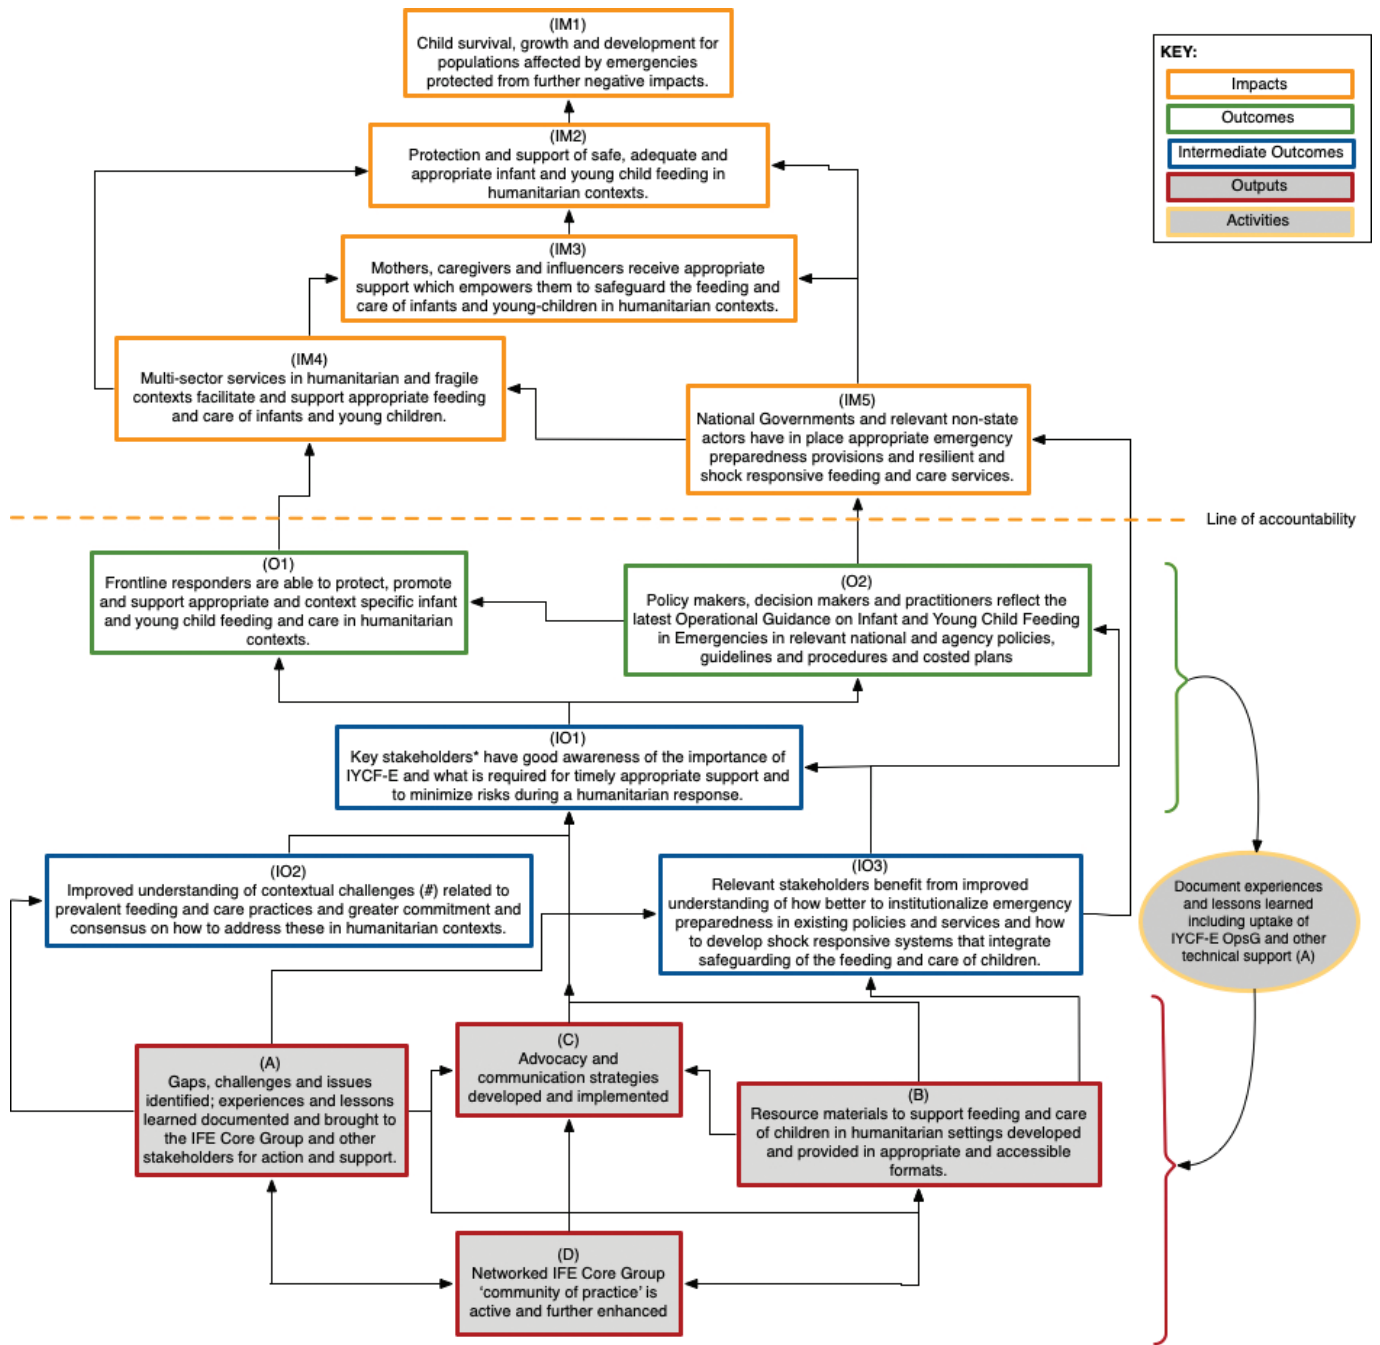 (IM1)
Child survival, growth and development for
populations affected by emergencies
protected from further negative impacts.
KEY:
Impacts
Outcomes
Intermediate Outcomes
Outputs
Activities
(IM2)
Protection and support of safe, adequate and
appropriate infant and young child feeding in
humanitarian contexts.
(IM3)
Mothers, caregivers and influencers receive appropriate
support which empowers them to safeguard the feeding and
care of infants and young-children in humanitarian contexts.
(IM4)
Multi-sector services in humanitarian and fragile
contexts facilitate and support appropriate feeding
and care of infants and young children.
(IM5)
National Governments and relevant non-state
actors have in place appropriate emergency
preparedness provisions and resilient and
shock responsive feeding and care services.
Line of accountability
(O1)
Frontline responders are able to protect, promote
and support appropriate and context specific infant
and young child feeding and care in humanitarian
contexts.
(O2)
Policy makers, decision makers and practitioners reflect the
latest Operational Guidance on Infant and Young Child Feeding
in Emergencies in relevant national and agency policies,
guidelines and procedures and costed plans
(IO1)
Key stakeholders* have good awareness of the importance of
IYCF-E and what is required for timely appropriate support and
to minimize risks during a humanitarian response.
(IO2)
Improved understanding of contextual challenges (#) related to
prevalent feeding and care practices and greater commitment and
consensus on how to address these in humanitarian contexts.
(IO3)
Relevant stakeholders benefit from improved
understanding of how better to institutionalize emergency
preparedness in existing policies and services and how
to develop shock responsive systems that integrate
safeguarding of the feeding and care of children.
Document experiences
and lessons learned
including uptake of
IYCF-E OpsG and other
technical support (A)
(A)
Gaps, challenges and issues
identified; experiences and lessons
learned documented and brought to
the IFE Core Group and other
stakeholders for action and support.
(C)
Advocacy and
communication strategies
developed and implemented
(B)
Resource materials to support feeding and care
of children in humanitarian settings developed
and provided in appropriate and accessible
formats.
(D)
Networked IFE Core Group
‘community of practice’ is
active and further enhanced